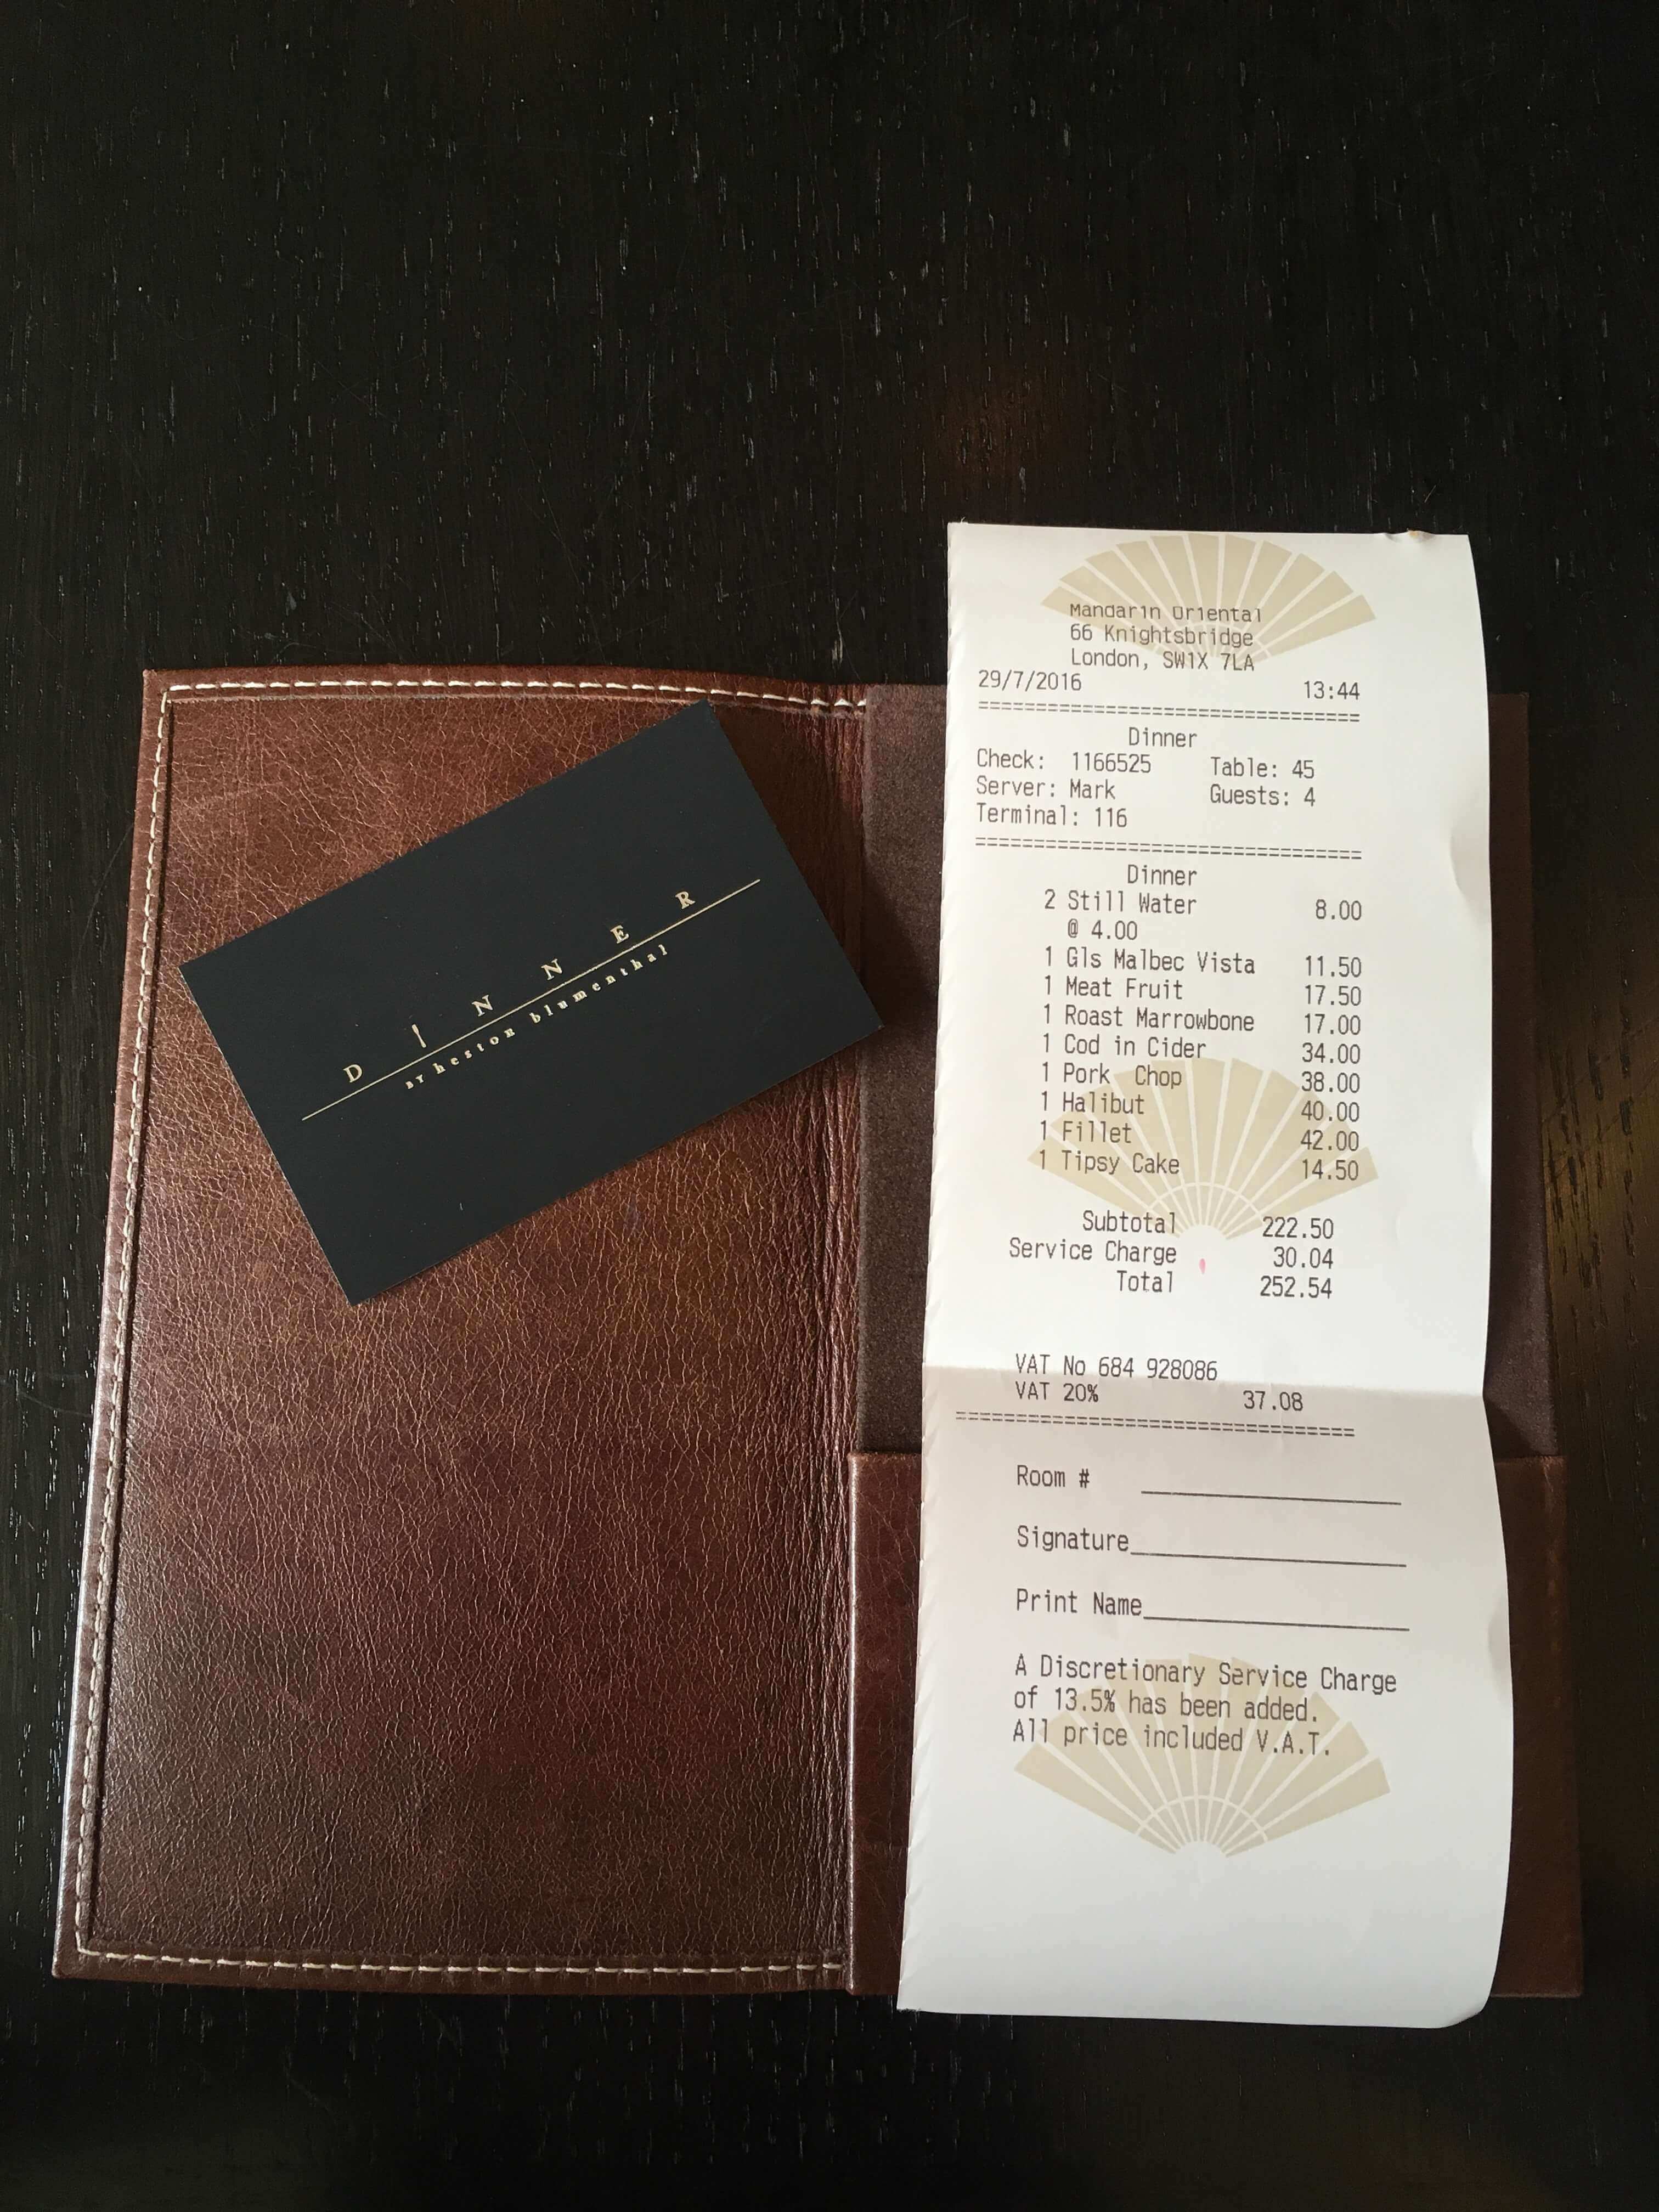 D I N N E R
BY heston blumenthal
Mandarin Oriental
66 Knightsbridge
London, SW1X 7LA
29/7/2016 13:44
=================================
Dinner
Check: 1166525 Table: 45
Server: Mark Guests: 4
Terminal: 116
=================================
Dinner
2 Still Water 8.00
@ 4.00
1 Gls Malbec Vista 11.50
1 Meat Fruit 17.50
1 Roast Marrowbone 17.00
1 Cod in Cider 34.00
1 Pork Chop 38.00
1 Halibut 40.00
1 Fillet 42.00
1 Tipsy Cake 14.50
Subtotal 222.50
Service Charge 30.04
Total 252.54
VAT No 684 928086
VAT 20% 37.08
=================================
Room # ____________________
Signature____________________
Print Name____________________
A Discretionary Service Charge
of 13.5% has been added.
All price included V.A.T.